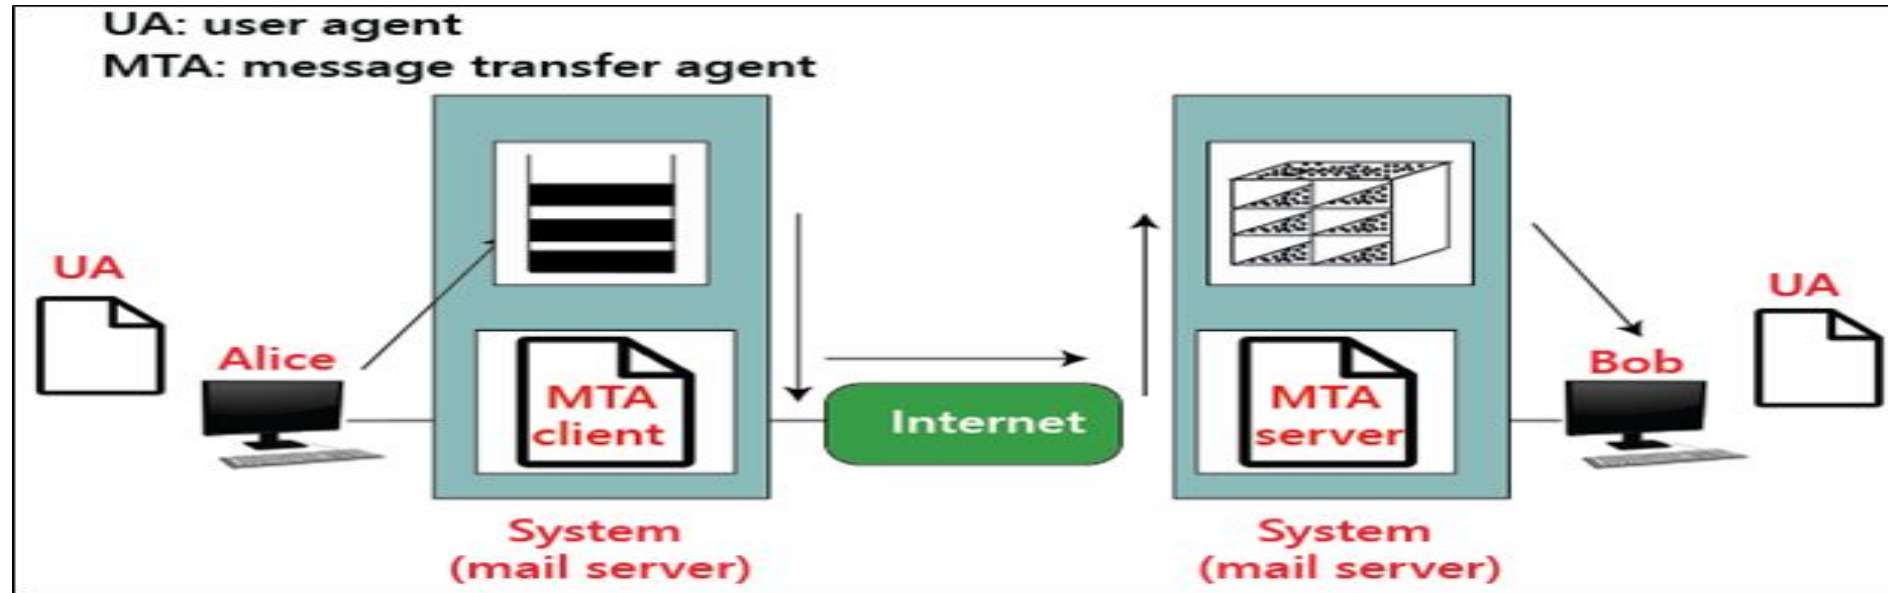 UA: user agent
MTA: message transfer agent
UA
Alice
MTA
client
System
(mail server)
Internet
MTA
server
System
(mail server)
Bob
UA